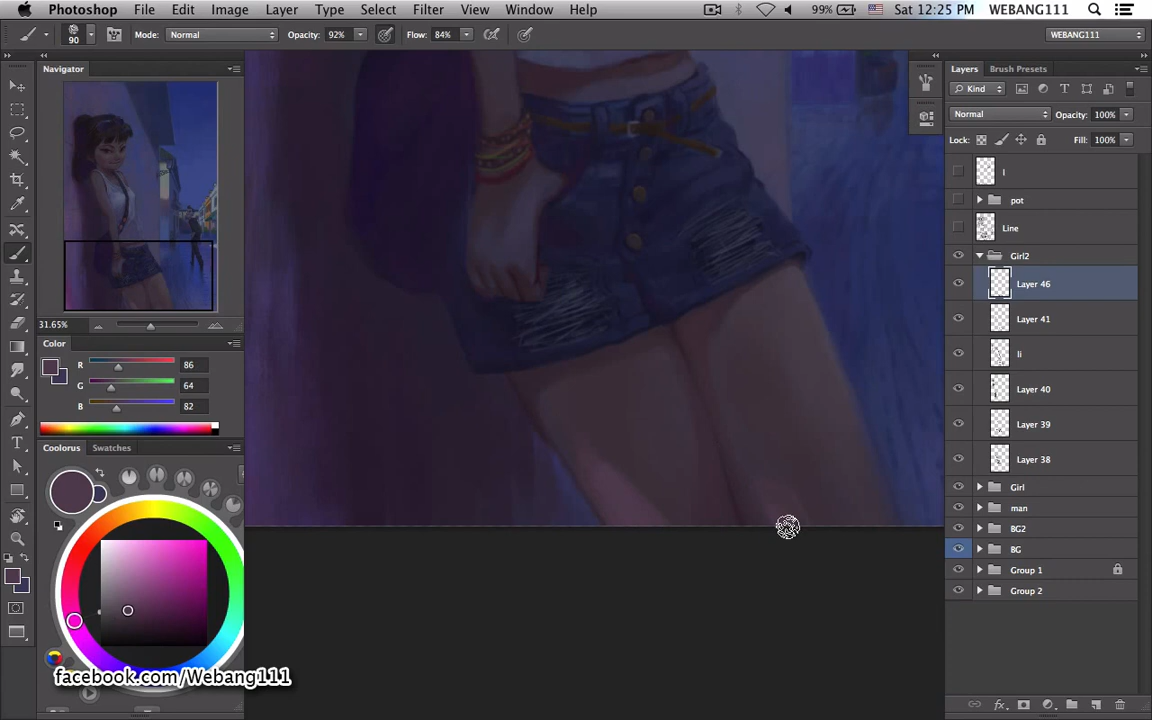 Photoshop File Edit Image Layer Type Select Filter View Window Help 99% Sat 12:25 PM WEBANG111
90 Mode: Normal Opacity: 92% Flow: 84% WEBANG111
Navigator
31.65%
Color
R 86
G 64
B 82
Colorus Swatches
facebook.com/Webang111
Layers Brush Presets
Kind
Normal Opacity: 100%
Lock: Fill: 100%
l
pot
Line
Girl2
Layer 46
Layer 41
li
Layer 40
Layer 39
Layer 38
Girl
man
BG2
BG
Group 1
Group 2